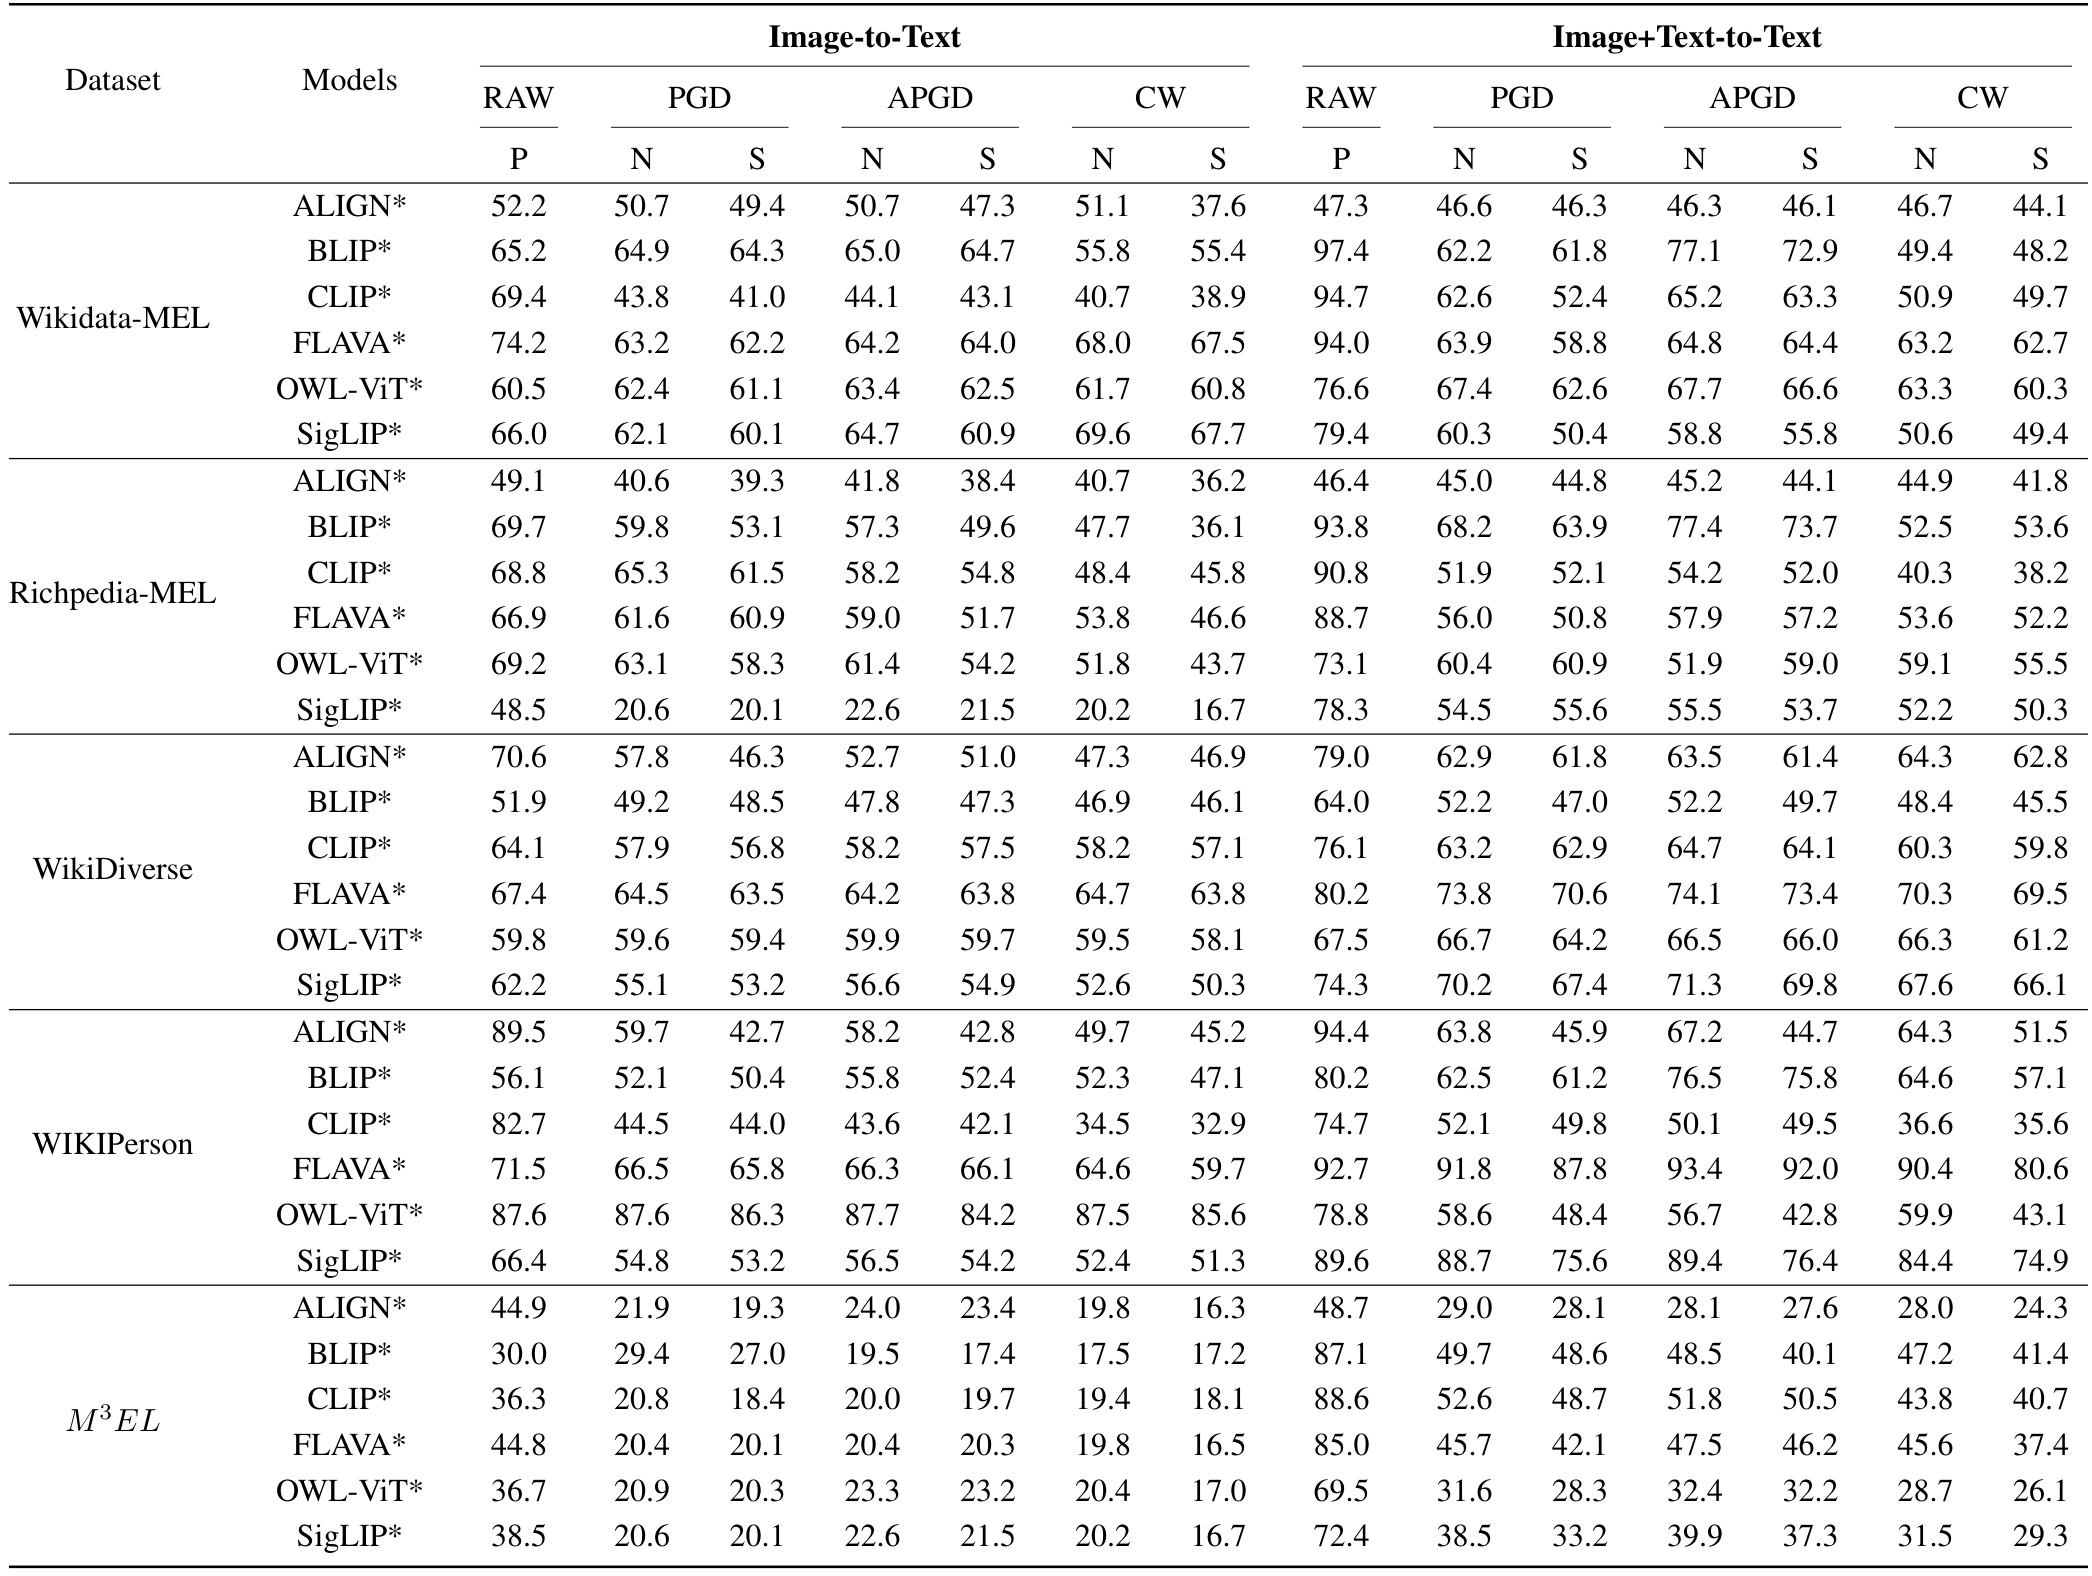 Dataset Models Image-to-Text Image+Text-to-Text
RAW PGD APGD CW RAW PGD APGD CW
P N S N S N S P N S N S N S
Wikidata-MEL
ALIGN* 52.2 50.7 49.4 50.7 47.3 51.1 37.6 47.3 46.6 46.3 46.3 46.1 46.7 44.1
BLIP* 65.2 64.9 64.3 65.0 64.7 55.8 55.4 97.4 62.2 61.8 77.1 72.9 49.4 48.2
CLIP* 69.4 43.8 41.0 44.1 43.1 40.7 38.9 94.7 62.6 52.4 65.2 63.3 50.9 49.7
FLAVA* 74.2 63.2 62.2 64.2 64.0 68.0 67.5 94.0 63.9 58.8 64.8 64.4 63.2 62.7
OWL-ViT* 60.5 62.4 61.1 63.4 62.5 61.7 60.8 76.6 67.4 62.6 67.7 66.6 63.3 60.3
SigLIP* 66.0 62.1 60.1 64.7 60.9 69.6 67.7 79.4 60.3 50.4 58.8 55.8 50.6 49.4
Richpedia-MEL
ALIGN* 49.1 40.6 39.3 41.8 38.4 40.7 36.2 46.4 45.0 44.8 45.2 44.1 44.9 41.8
BLIP* 69.7 59.8 53.1 57.3 49.6 47.7 36.1 93.8 68.2 63.9 77.4 73.7 52.5 53.6
CLIP* 68.8 65.3 61.5 58.2 54.8 48.4 45.8 90.8 51.9 52.1 54.2 52.0 40.3 38.2
FLAVA* 66.9 61.6 60.9 59.0 51.7 53.8 46.6 88.7 56.0 50.8 57.9 57.2 53.6 52.2
OWL-ViT* 69.2 63.1 58.3 61.4 54.2 51.8 43.7 73.1 60.4 60.9 51.9 59.0 59.1 55.5
SigLIP* 48.5 20.6 20.1 22.6 21.5 20.2 16.7 78.3 54.5 55.6 55.5 53.7 52.2 50.3
WikiDiverse
ALIGN* 70.6 57.8 46.3 52.7 51.0 47.3 46.9 79.0 62.9 61.8 63.5 61.4 64.3 62.8
BLIP* 51.9 49.2 48.5 47.8 47.3 46.9 46.1 64.0 52.2 47.0 52.2 49.7 48.4 45.5
CLIP* 64.1 57.9 56.8 58.2 57.5 58.2 57.1 76.1 63.2 62.9 64.7 64.1 60.3 59.8
FLAVA* 67.4 64.5 63.5 64.2 63.8 64.7 63.8 80.2 73.8 70.6 74.1 73.4 70.3 69.5
OWL-ViT* 59.8 59.6 59.4 59.9 59.7 59.5 58.1 67.5 66.7 64.2 66.5 66.0 66.3 61.2
SigLIP* 62.2 55.1 53.2 56.6 54.9 52.6 50.3 74.3 70.2 67.4 71.3 69.8 67.6 66.1
WIKIPerson
ALIGN* 89.5 59.7 42.7 58.2 42.8 49.7 45.2 94.4 63.8 45.9 67.2 44.7 64.3 51.5
BLIP* 56.1 52.1 50.4 55.8 52.4 52.3 47.1 80.2 62.5 61.2 76.5 75.8 64.6 57.1
CLIP* 82.7 44.5 44.0 43.6 42.1 34.5 32.9 74.7 52.1 49.8 50.1 49.5 36.6 35.6
FLAVA* 71.5 66.5 65.8 66.3 66.1 64.6 59.7 92.7 91.8 87.8 93.4 92.0 90.4 80.6
OWL-ViT* 87.6 87.6 86.3 87.7 84.2 87.5 85.6 78.8 58.6 48.4 56.7 42.8 59.9 43.1
SigLIP* 66.4 54.8 53.2 56.5 54.2 52.4 51.3 89.6 88.7 75.6 89.4 76.4 84.4 74.9
M³EL
ALIGN* 44.9 21.9 19.3 24.0 23.4 19.8 16.3 48.7 29.0 28.1 28.1 27.6 28.0 24.3
BLIP* 30.0 29.4 27.0 19.5 17.4 17.5 17.2 87.1 49.7 48.6 48.5 40.1 47.2 41.4
CLIP* 36.3 20.8 18.4 20.0 19.7 19.4 18.1 88.6 52.6 48.7 51.8 50.5 43.8 40.7
FLAVA* 44.8 20.4 20.1 20.4 20.3 19.8 16.5 85.0 45.7 42.1 47.5 46.2 45.6 37.4
OWL-ViT* 36.7 20.9 20.3 23.3 23.2 20.4 17.0 69.5 31.6 28.3 32.4 32.2 28.7 26.1
SigLIP* 38.5 20.6 20.1 22.6 21.5 20.2 16.7 72.4 38.5 33.2 39.9 37.3 31.5 29.3